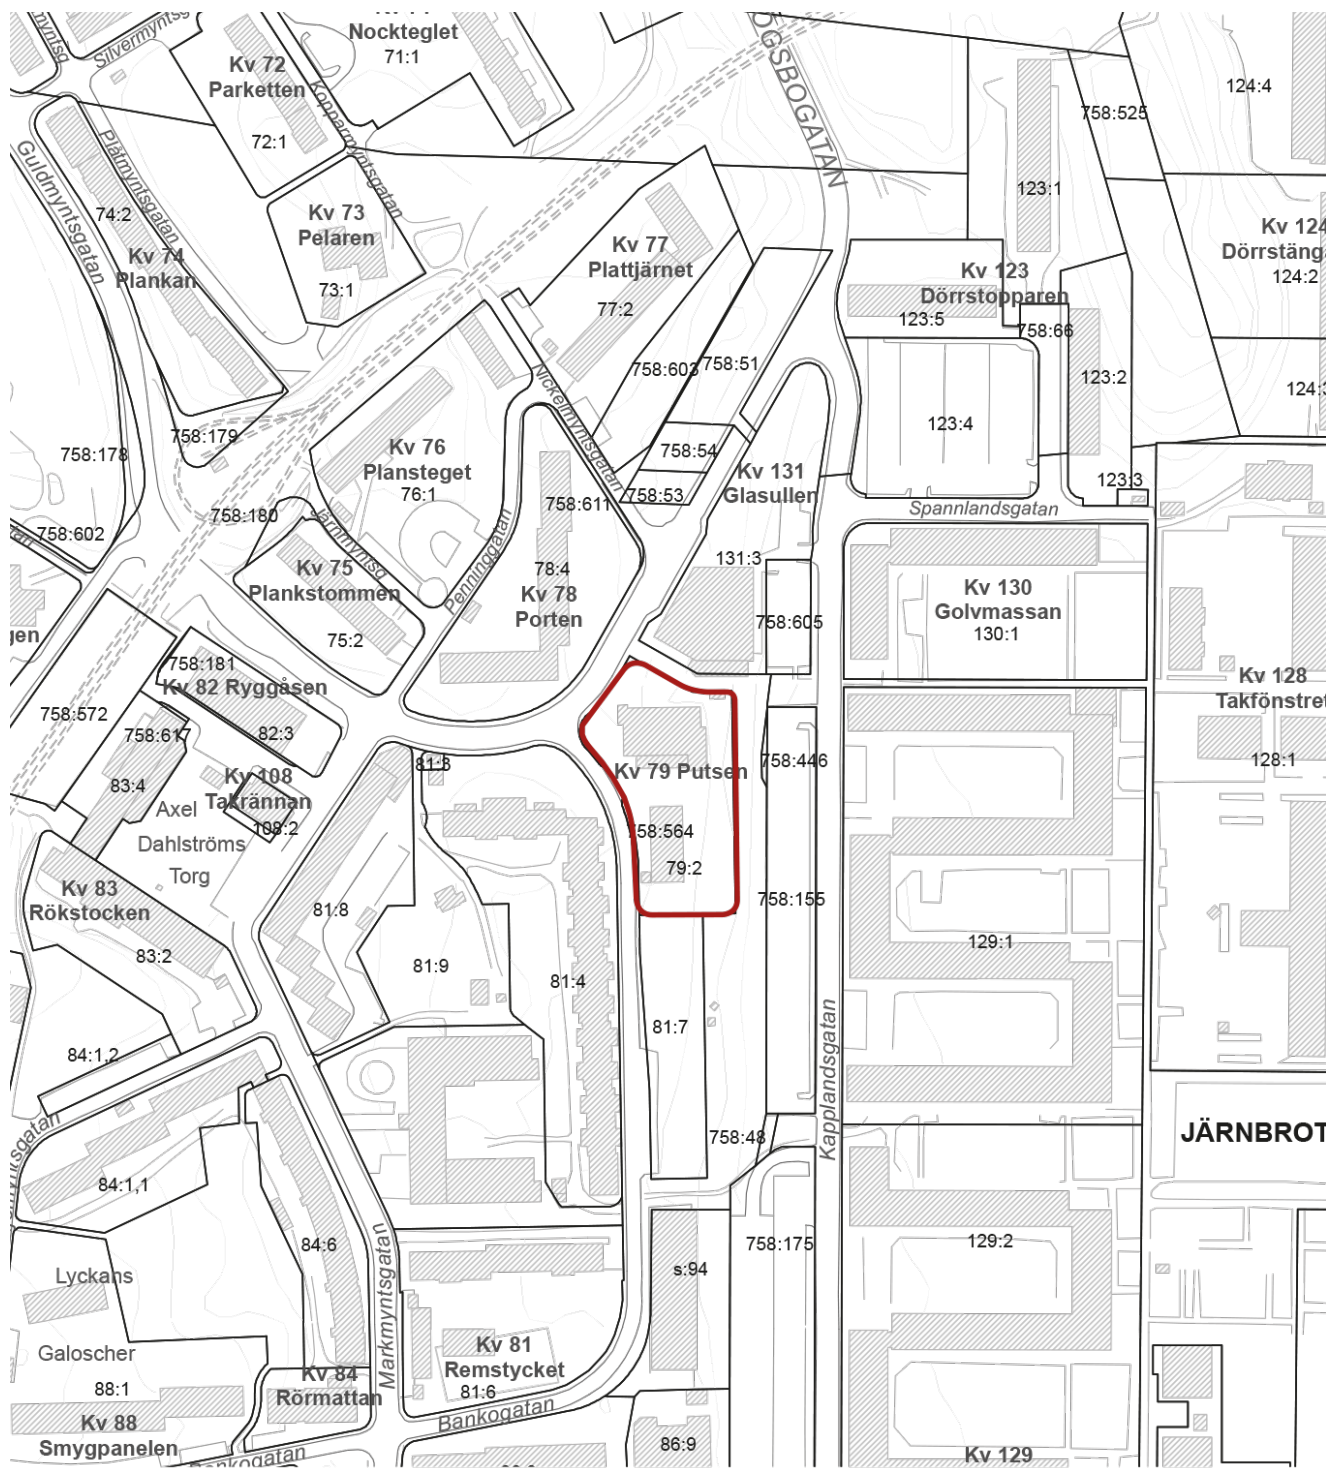 Silvermyntsg
Nockteglet
71:1
Kv 72
Parketten
72:1
Kopparmyntsgatan
HÖGSBOGATAN
758:525
124:4
Guldmyntsgatan
Plåtmyntsgatan
74:2
Kv 74
Plankan
Kv 73
Pelaren
73:1
Kv 77
Plattjärnet
77:2
123:1
Kv 124
Dörrstäng
124:2
Kv 123
Dörrstopparen
123:5
758:66
758:603
758:51
123:2
124:3
Nickelmyntsgatan
123:4
758:179
758:178
Kv 76
Plansteget
76:1
758:54
758:53
Kv 131
Glasullen
123:3
758:611
758:180
Järnmyntsg
Spannlandsgatan
758:602
Penninggatan
131:3
Kv 75
Plankstommen
75:2
78:4
Kv 78
Porten
758:605
Kv 130
Golvmassan
130:1
gen
758:181
Kv 82 Ryggåsen
82:3
758:572
758:617
Kv 128
Takfönstret
128:1
83:4
Kv 108
Takrännan
108:2
81:3
Kv 79 Putsen
758:446
Axel
Dahlströms
Torg
758:564
79:2
Kv 83
Rökstocken
83:2
81:8
758:155
81:9
81:4
129:1
81:7
84:1,2
Kapplandsgatan
758:48
JÄRNBROT
84:1,1
84:6
Markmyntsgatan
758:175
129:2
s:94
Lyckans
Galoscher
88:1
Kv 84
Rörmattan
Kv 81
Remstycket
81:6
Bankogatan
Kv 88
Smygpanelen
Bankogatan
86:9
Kv 129